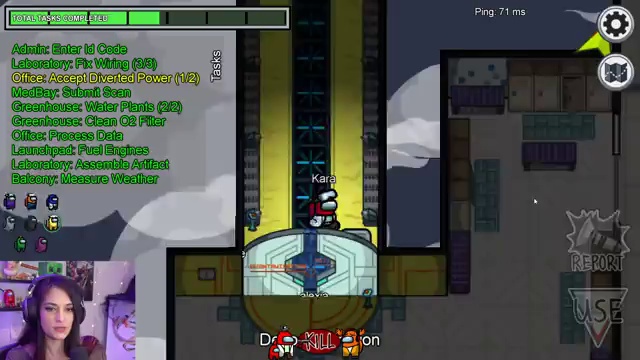 TOTAL TASKS COMPLETED
Ping: 71 ms
Admin: Enter Id Code
Laboratory: Fix Wiring (3/3)
Office: Accept Diverted Power (1/2)
MedBay: Submit Scan
Greenhouse: Water Plants (2/2)
Greenhouse: Clean O2 Filter
Office: Process Data
Launchpad: Fuel Engines
Laboratory: Assemble Artifact
Balcony: Measure Weather
Tasks
Kara
alexia
REPORT
USE
KILL